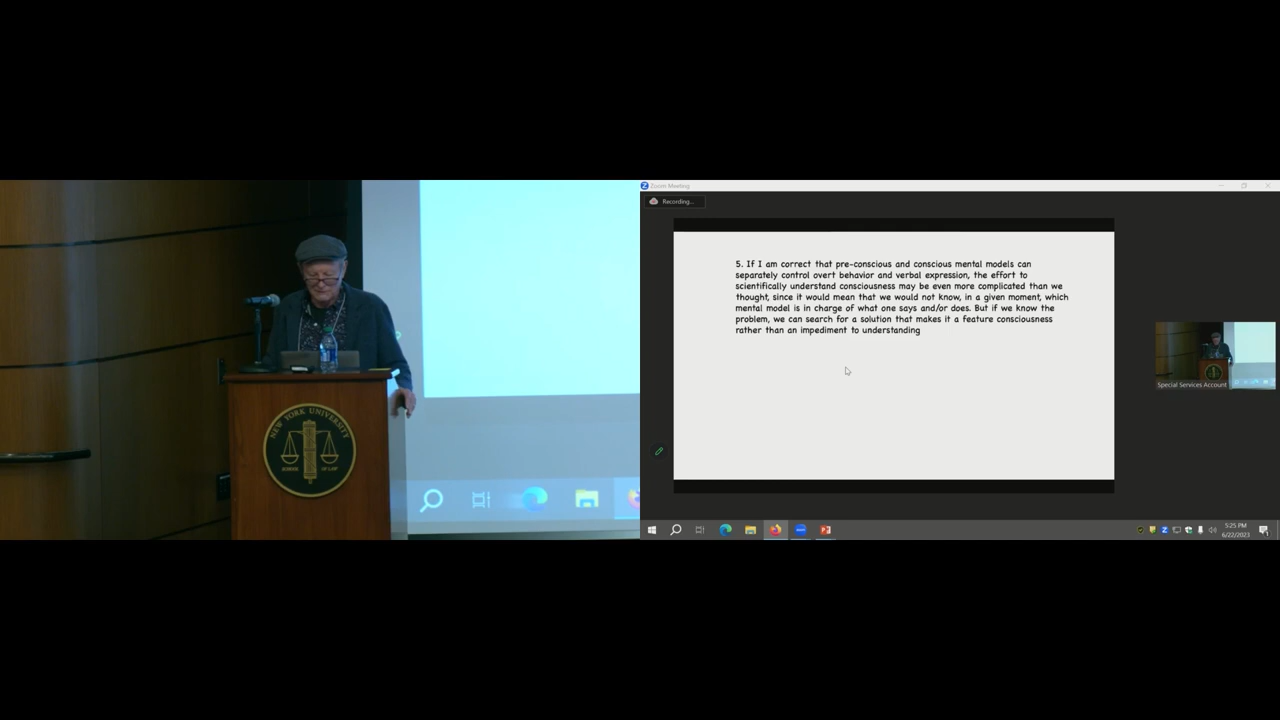 NEW YORK UNIVERSITY
SCHOOL OF LAW
Zoom Meeting
Recording...
5. If I am correct that pre-conscious and conscious mental models can
separately control overt behavior and verbal expression, the effort to
scientifically understand consciousness may be even more complicated than we
thought, since it would mean that we would not know, in a given moment, which
mental model is in charge of what one says and/or does. But if we know the
problem, we can search for a solution that makes it a feature consciousness
rather than an impediment to understanding
Special Services Account
5:25 PM
6/22/2023